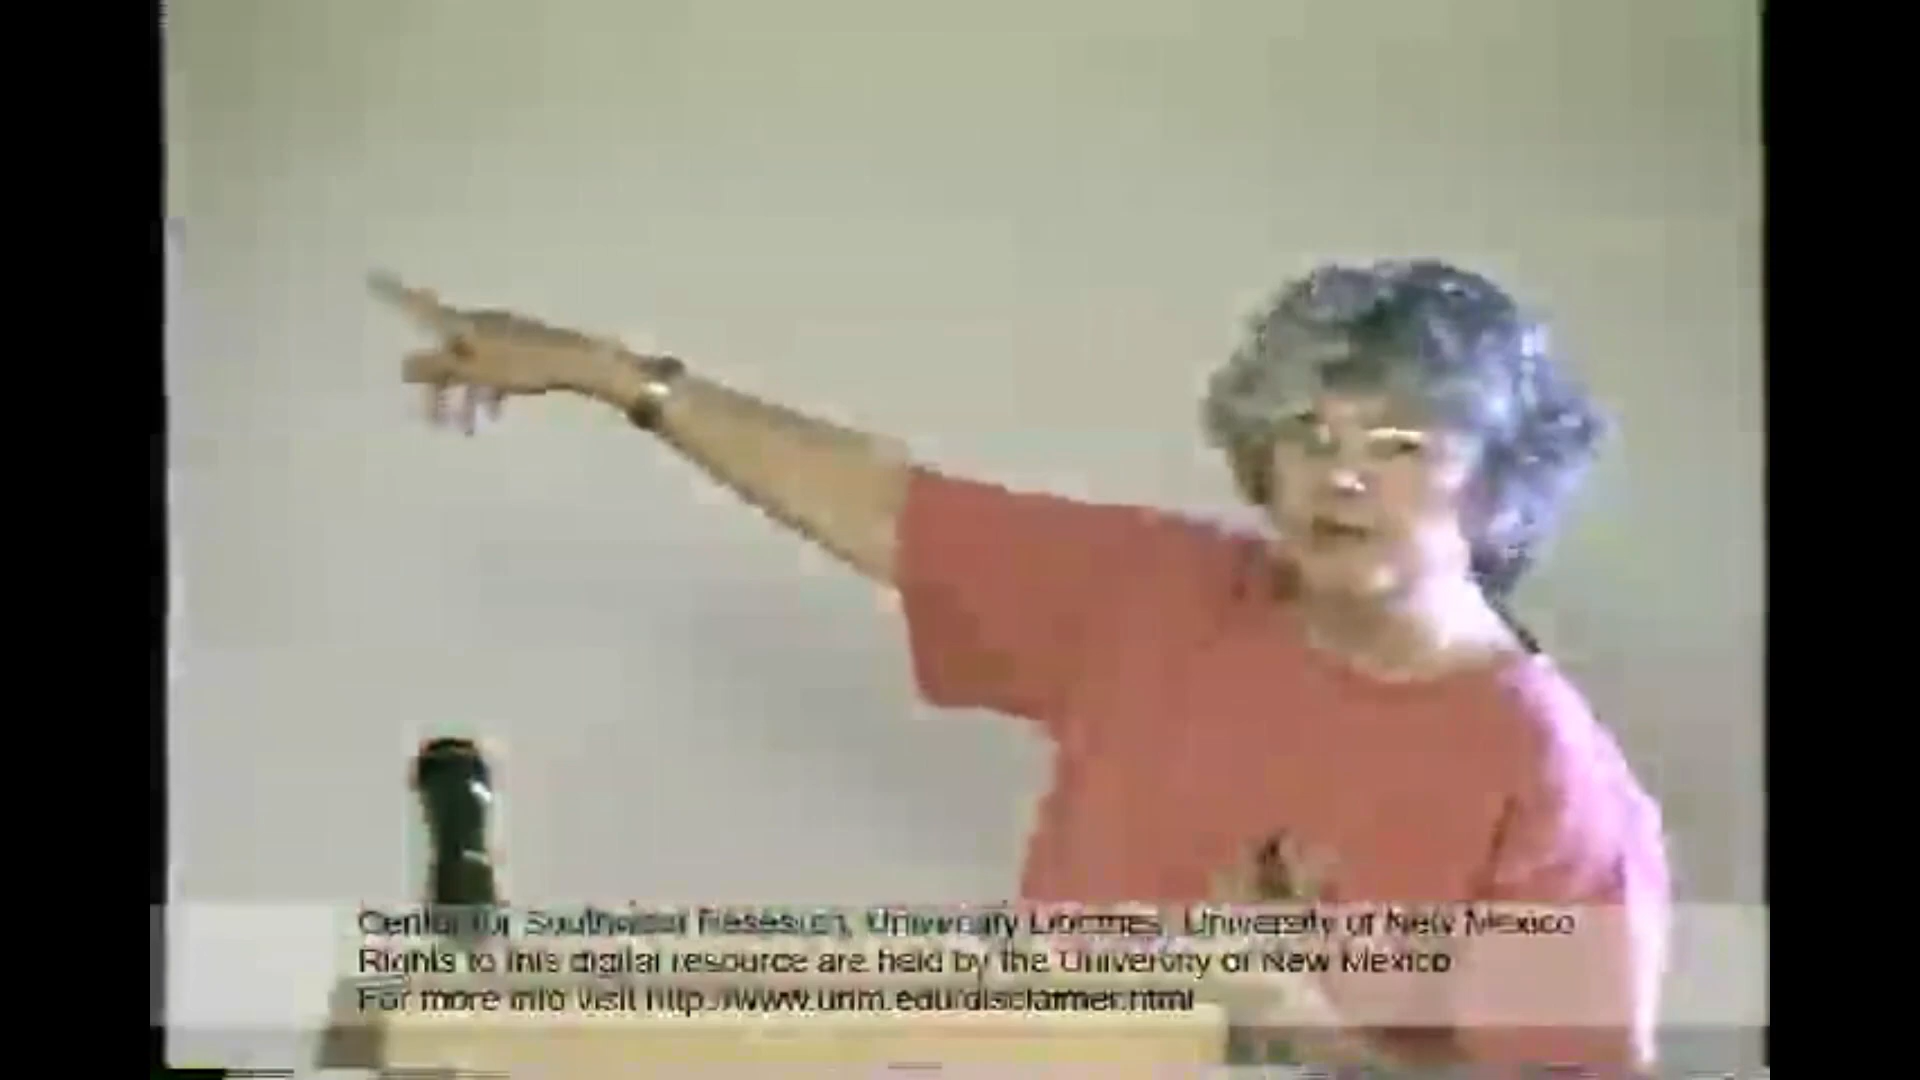 Center for Southwest Research, University Libraries, University of New Mexico
Rights to this digital resource are held by the University of New Mexico
For more info visit http://www.unm.edu/disclaimer.html